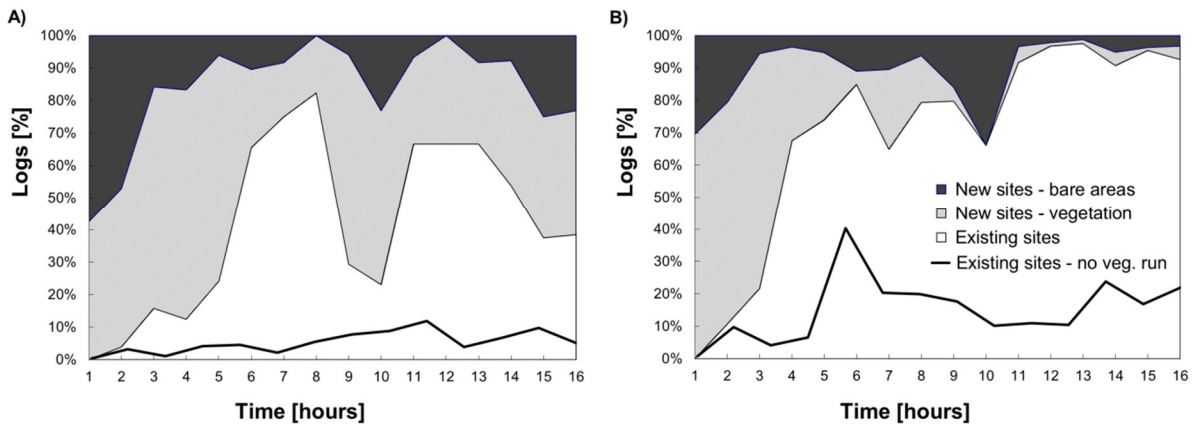 A)
100%
90%
80%
70%
60%
50%
40%
30%
20%
10%
0%
Logs [%]
1 2 3 4 5 6 7 8 9 10 11 12 13 14 15 16
Time [hours]
B)
100%
90%
80%
70%
60%
50%
40%
30%
20%
10%
0%
Logs [%]
New sites - bare areas
New sites - vegetation
Existing sites
Existing sites - no veg. run
1 2 3 4 5 6 7 8 9 10 11 12 13 14 15 16
Time [hours]